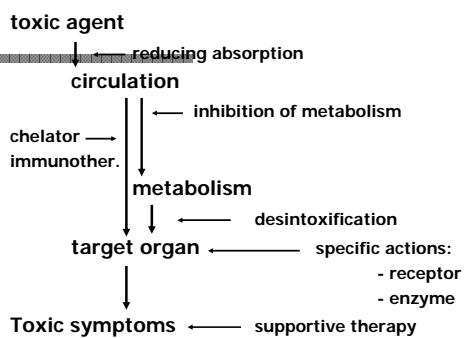 toxic agent
reducing absorption
circulation
inhibition of metabolism
chelator
immunother.
metabolism
desintoxification
target organ
specific actions:
- receptor
- enzyme
Toxic symptoms
supportive therapy